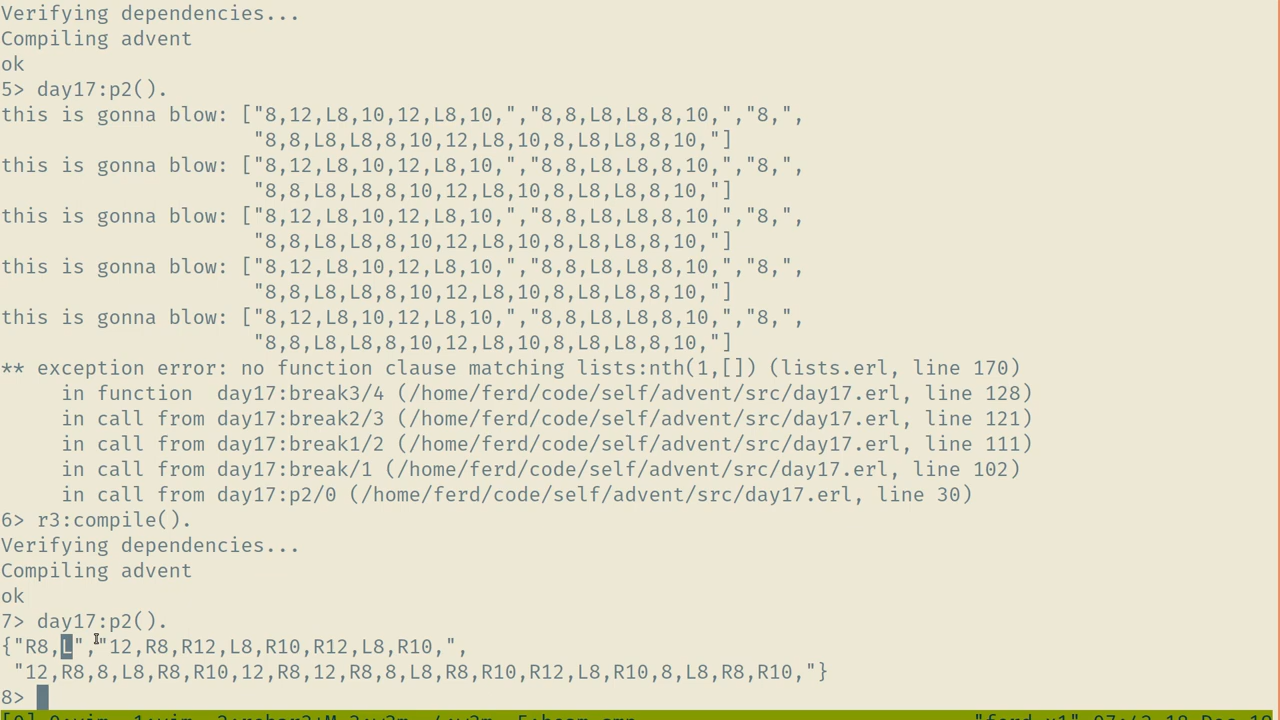 Verifying dependencies...
Compiling advent
ok
5> day17:p2().
this is gonna blow: ["8,12,L8,10,12,L8,10,","8,8,L8,L8,8,10,","8,",
"8,8,L8,L8,8,10,12,L8,10,8,L8,L8,8,10,"]
this is gonna blow: ["8,12,L8,10,12,L8,10,","8,8,L8,L8,8,10,","8,",
"8,8,L8,L8,8,10,12,L8,10,8,L8,L8,8,10,"]
this is gonna blow: ["8,12,L8,10,12,L8,10,","8,8,L8,L8,8,10,","8,",
"8,8,L8,L8,8,10,12,L8,10,8,L8,L8,8,10,"]
this is gonna blow: ["8,12,L8,10,12,L8,10,","8,8,L8,L8,8,10,","8,",
"8,8,L8,L8,8,10,12,L8,10,8,L8,L8,8,10,"]
this is gonna blow: ["8,12,L8,10,12,L8,10,","8,8,L8,L8,8,10,","8,",
"8,8,L8,L8,8,10,12,L8,10,8,L8,L8,8,10,"]
** exception error: no function clause matching lists:nth(1,[]) (lists.erl, line 170)
in function  day17:break3/4 (/home/ferd/code/self/advent/src/day17.erl, line 128)
in call from day17:break2/3 (/home/ferd/code/self/advent/src/day17.erl, line 121)
in call from day17:break1/2 (/home/ferd/code/self/advent/src/day17.erl, line 111)
in call from day17:break/1 (/home/ferd/code/self/advent/src/day17.erl, line 102)
in call from day17:p2/0 (/home/ferd/code/self/advent/src/day17.erl, line 30)
6> r3:compile().
Verifying dependencies...
Compiling advent
ok
7> day17:p2().
{"R8,L","12,R8,R12,L8,R10,R12,L8,R10,",
"12,R8,8,L8,R8,R10,12,R8,12,R8,8,L8,R8,R10,R12,L8,R10,8,L8,R8,R10,"}
8>